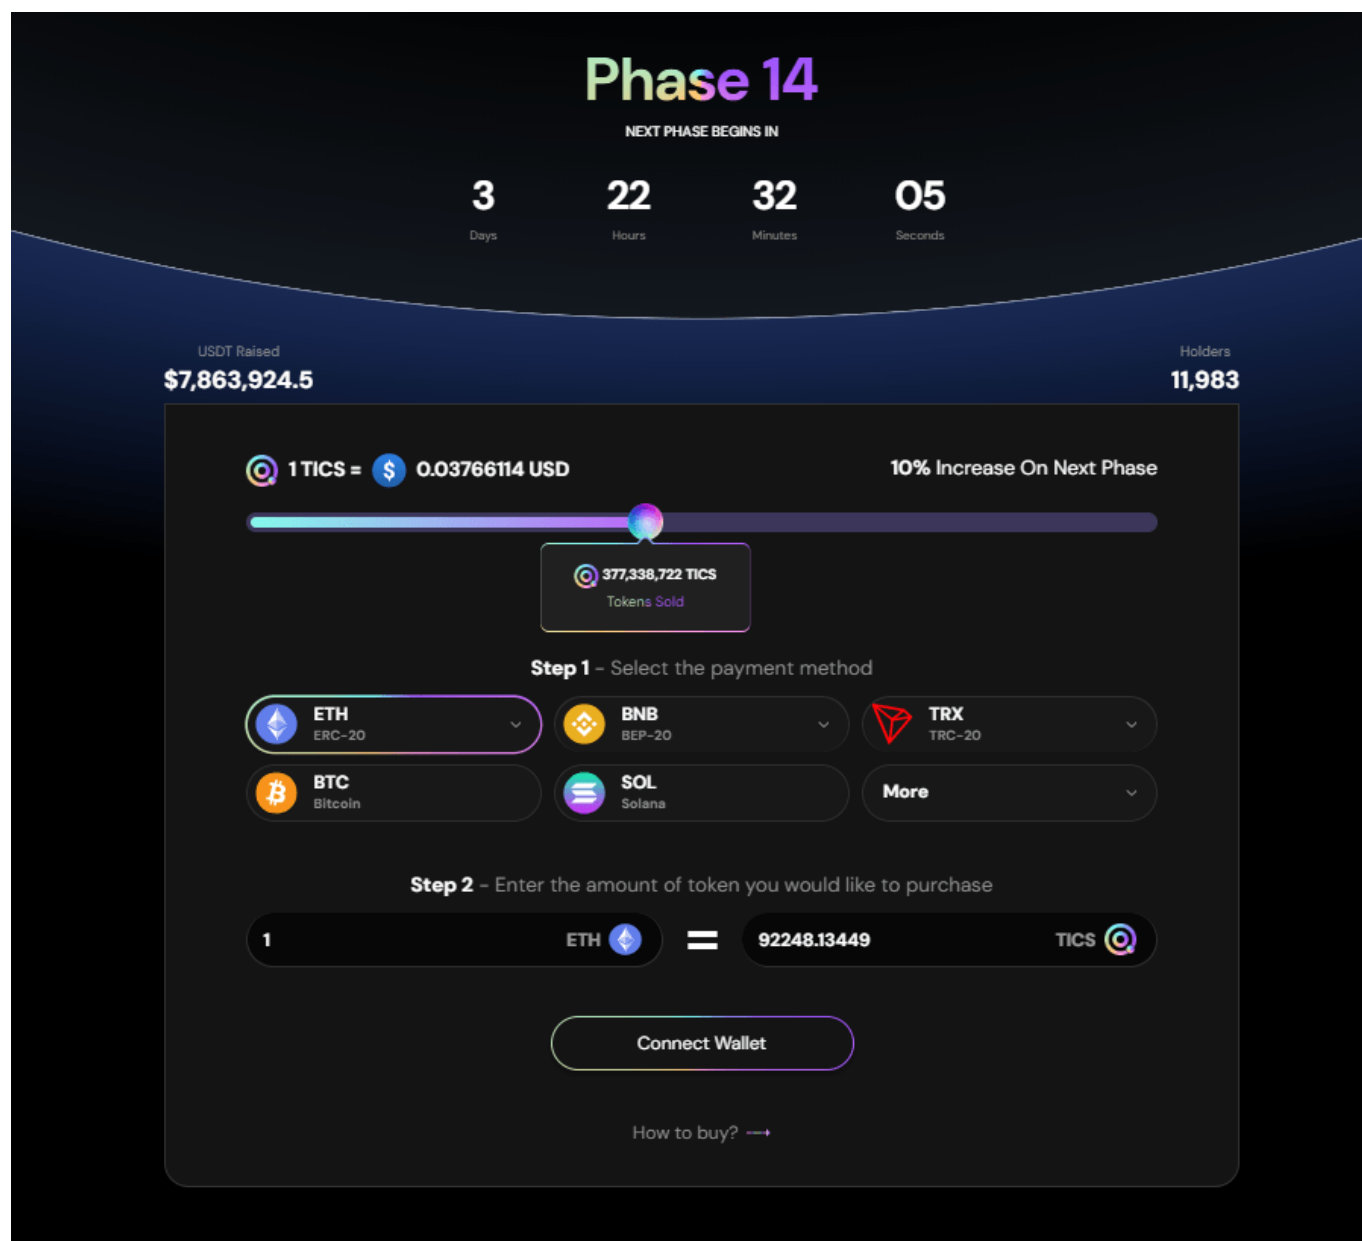 Phase 14
NEXT PHASE BEGINS IN
3 22 32 05
Days Hours Minutes Seconds
USDT Raised
$7,863,924.5
Holders
11,983
1 TICS = $ 0.03766114 USD
10% Increase On Next Phase
377,338,722 TICS
Tokens Sold
Step 1 - Select the payment method
ETH
ERC-20
BNB
BEP-20
TRX
TRC-20
BTC
Bitcoin
SOL
Solana
More
Step 2 - Enter the amount of token you would like to purchase
1 ETH = 92248.13449 TICS
Connect Wallet
How to buy?